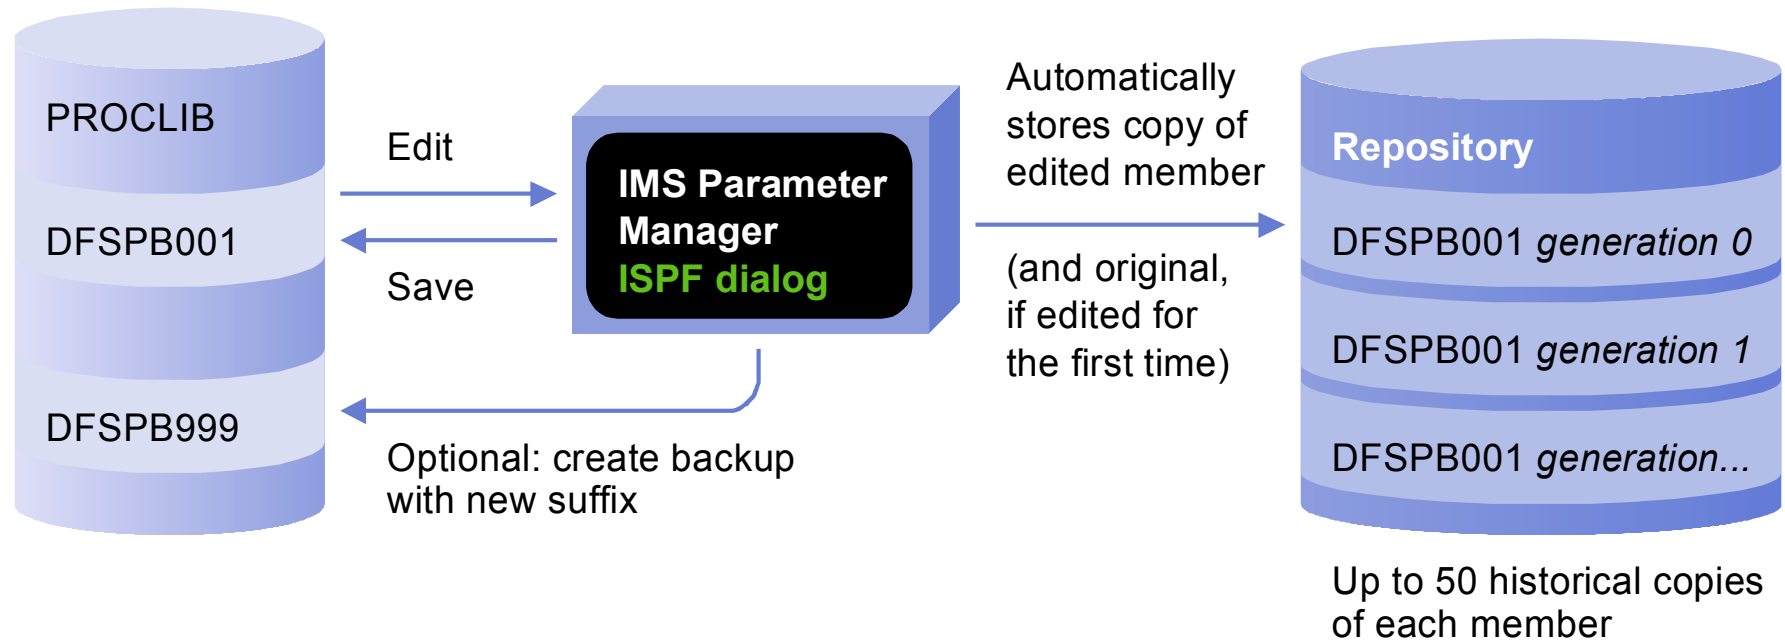 PROCLIB
DFSPB001
DFSPB999
Edit
Save
Optional: create backup
with new suffix
IMS Parameter
Manager
ISPF dialog
Automatically
stores copy of
edited member
(and original,
if edited for
the first time)
Repository
DFSPB001 generation 0
DFSPB001 generation 1
DFSPB001 generation...
Up to 50 historical copies
of each member